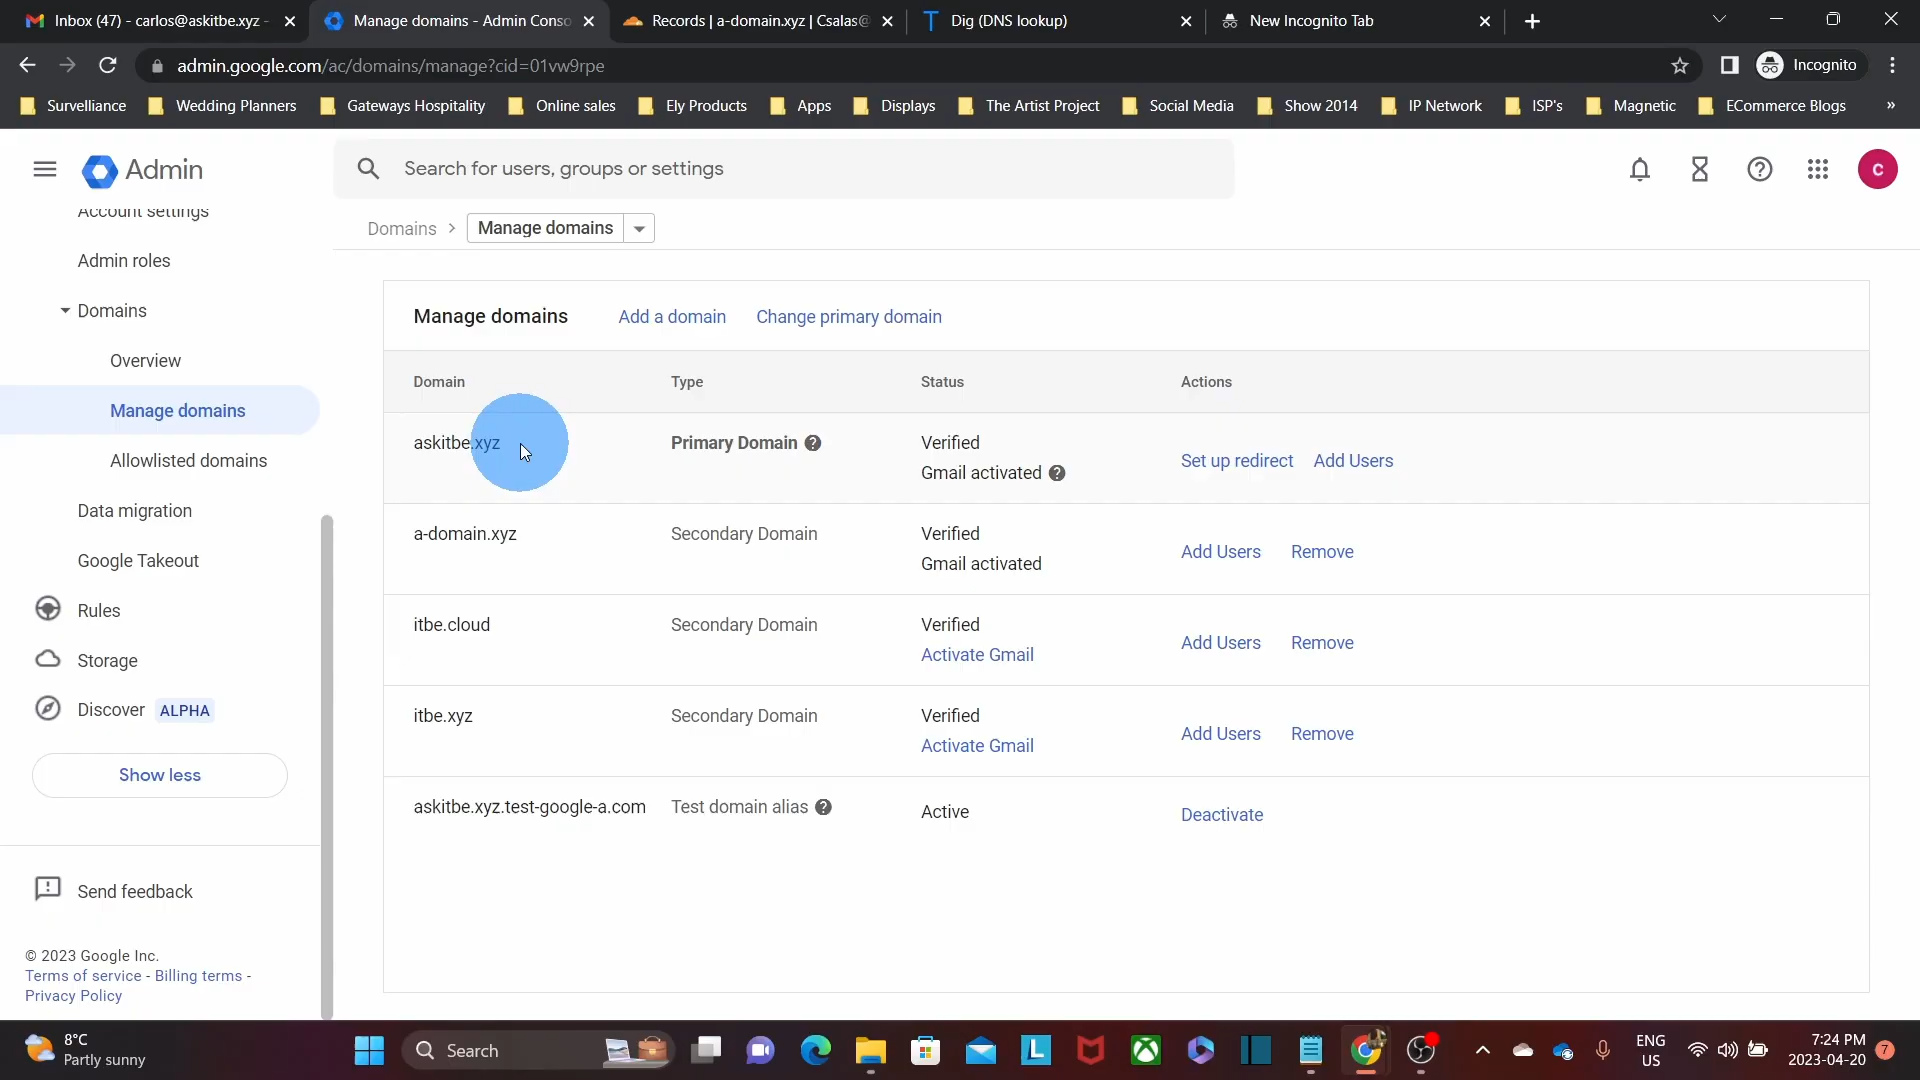 Inbox (47) - carlos@askitbe.xyz -
Manage domains - Admin Conso
Records | a-domain.xyz | Csalas@
Dig (DNS lookup)
New Incognito Tab
admin.google.com/ac/domains/manage?cid=01vw9rpe
Incognito
Survelliance
Wedding Planners
Gateways Hospitality
Online sales
Ely Products
Apps
Displays
The Artist Project
Social Media
Show 2014
IP Network
ISP's
Magnetic
ECommerce Blogs
»
Admin
Search for users, groups or settings
C
Account settings
Domains > Manage domains
Admin roles
Domains
Overview
Manage domains
Allowlisted domains
Data migration
Google Takeout
Rules
Storage
Discover ALPHA
Show less
Send feedback
© 2023 Google Inc.
Terms of service - Billing terms -
Privacy Policy
Manage domains Add a domain Change primary domain
Domain Type Status Actions
askitbe.xyz Primary Domain Verified
Gmail activated
Set up redirect Add Users
a-domain.xyz Secondary Domain Verified
Gmail activated
Add Users Remove
itbe.cloud Secondary Domain Verified
Activate Gmail
Add Users Remove
itbe.xyz Secondary Domain Verified
Activate Gmail
Add Users Remove
askitbe.xyz.test-google-a.com Test domain alias Active Deactivate
8°C
Partly sunny
Search
L
ENG
US
7:24 PM
2023-04-20
7